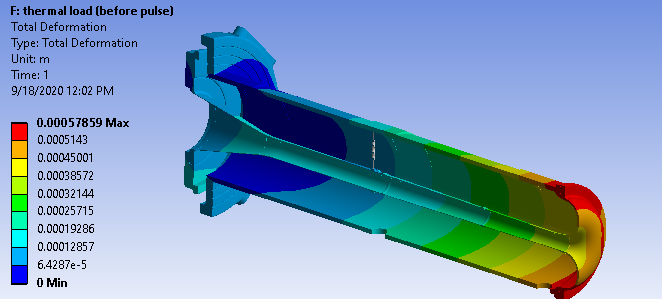 F: thermal load (before pulse)
Total Deformation
Type: Total Deformation
Unit: m
Time: 1
9/18/2020 12:02 PM
0.00057859 Max
0.0005143
0.00045001
0.00038572
0.00032144
0.00025715
0.00019286
0.00012857
6.4287e-5
0 Min